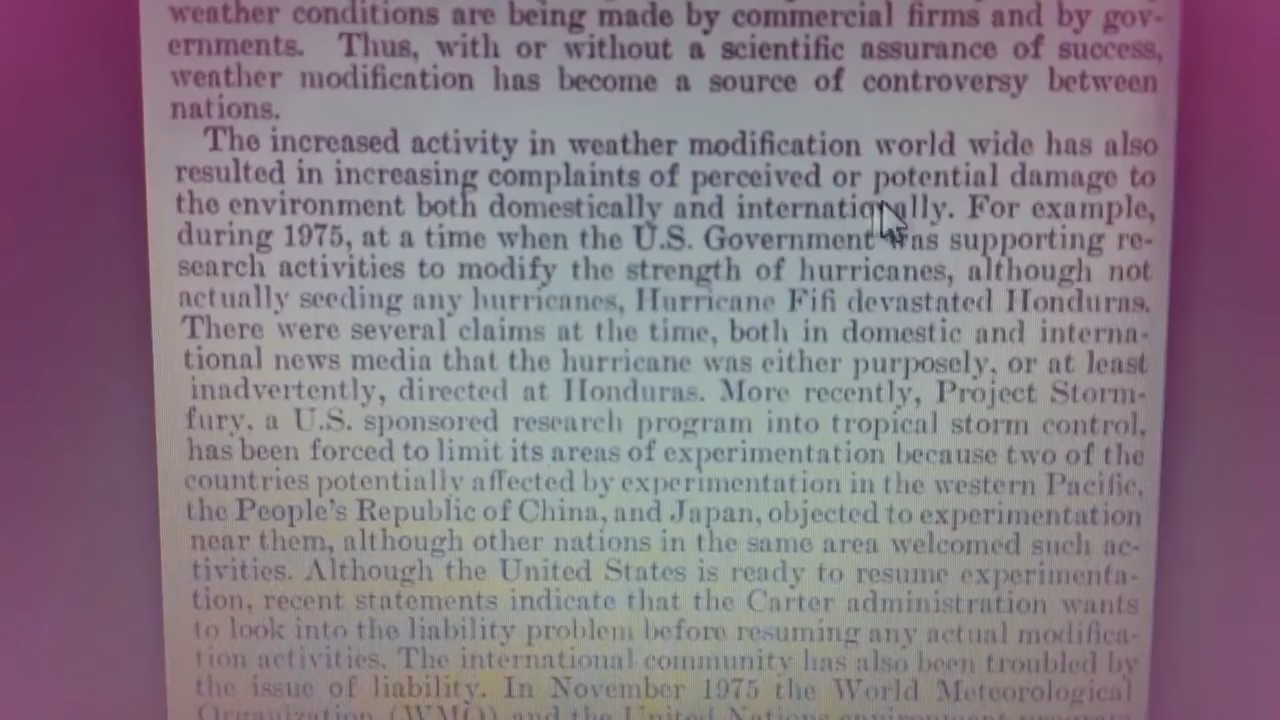 weather conditions are being made by commercial firms and by gov-
ernments. Thus, with or without a scientific assurance of success,
weather modification has become a source of controversy between
nations.
The increased activity in weather modification world wide has also
resulted in increasing complaints of perceived or potential damage to
the environment both domestically and internationally. For example,
during 1975, at a time when the U.S. Government was supporting re-
search activities to modify the strength of hurricanes, although not
actually seeding any hurricanes, Hurricane Fifi devastated Honduras.
There were several claims at the time, both in domestic and interna-
tional news media that the hurricane was either purposely, or at least
inadvertently, directed at Honduras. More recently, Project Storm-
fury, a U.S. sponsored research program into tropical storm control,
has been forced to limit its areas of experimentation because two of the
countries potentially affected by experimentation in the western Pacific,
the People's Republic of China, and Japan, objected to experimentation
near them, although other nations in the same area welcomed such ac-
tivities. Although the United States is ready to resume experimenta-
tion, recent statements indicate that the Carter administration wants
to look into the liability problem before resuming any actual modifica-
tion activities. The international community has also been troubled by
the issue of liability. In November 1975 the World Meteorological
Organization (WMO) and the United Nations